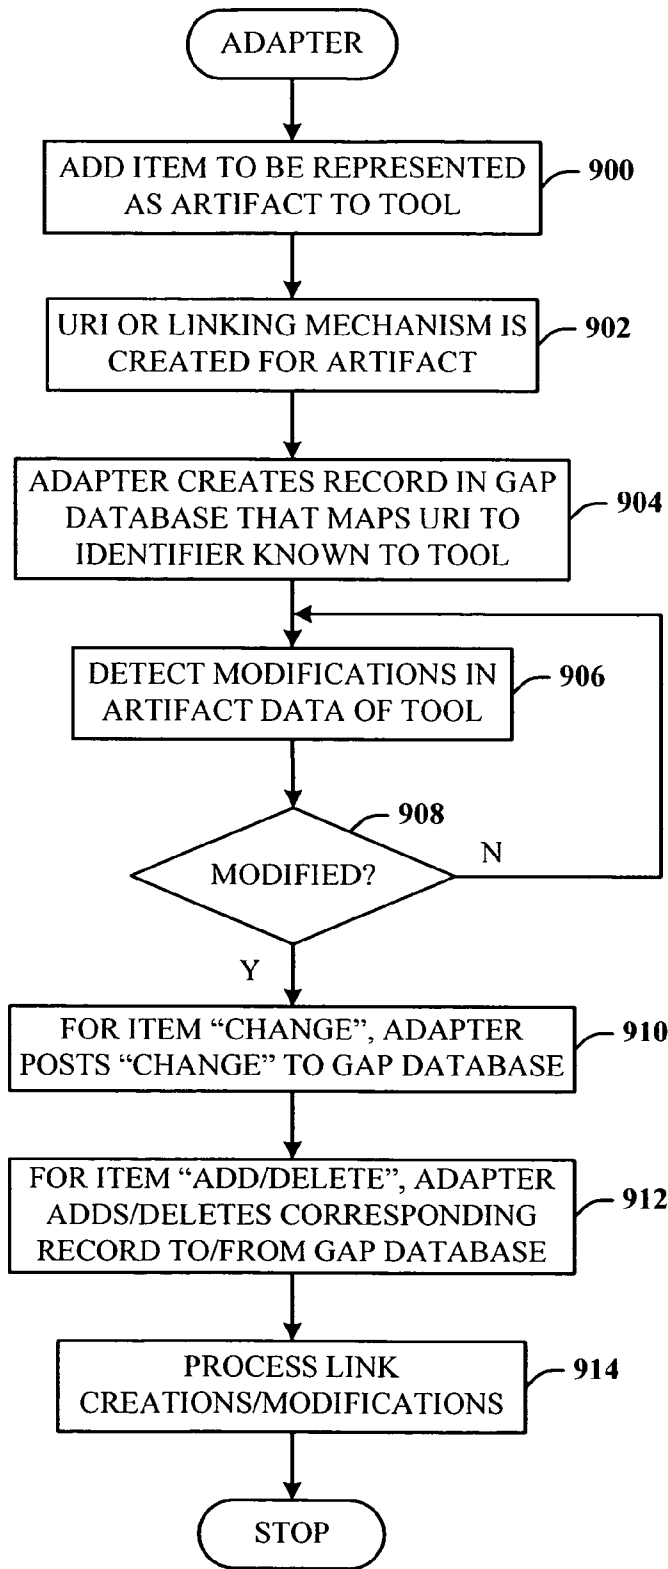 ADAPTER
ADD ITEM TO BE REPRESENTED
AS ARTIFACT TO TOOL
900
URI OR LINKING MECHANISM IS
CREATED FOR ARTIFACT
902
ADAPTER CREATES RECORD IN GAP
DATABASE THAT MAPS URI TO
IDENTIFIER KNOWN TO TOOL
904
DETECT MODIFICATIONS IN
ARTIFACT DATA OF TOOL
906
908
MODIFIED?
N
Y
FOR ITEM “CHANGE”, ADAPTER
POSTS “CHANGE” TO GAP DATABASE
910
FOR ITEM “ADD/DELETE”, ADAPTER
ADDS/DELETES CORRESPONDING
RECORD TO/FROM GAP DATABASE
912
PROCESS LINK
CREATIONS/MODIFICATIONS
914
STOP